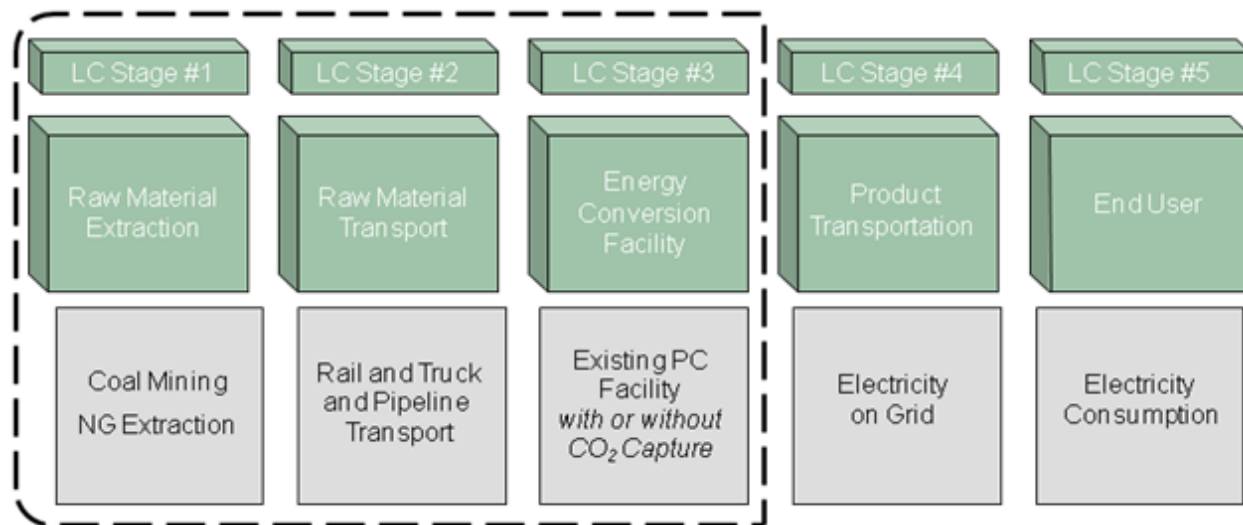 LC Stage #1
LC Stage #2
LC Stage #3
LC Stage #4
LC Stage #5
Raw Material
Extraction
Raw Material
Transport
Energy
Conversion
Facility
Product
Transportation
End User
Coal Mining
NG Extraction
Rail and Truck
and Pipeline
Transport
Existing PC
Facility
with or without
CO₂ Capture
Electricity
on Grid
Electricity
Consumption